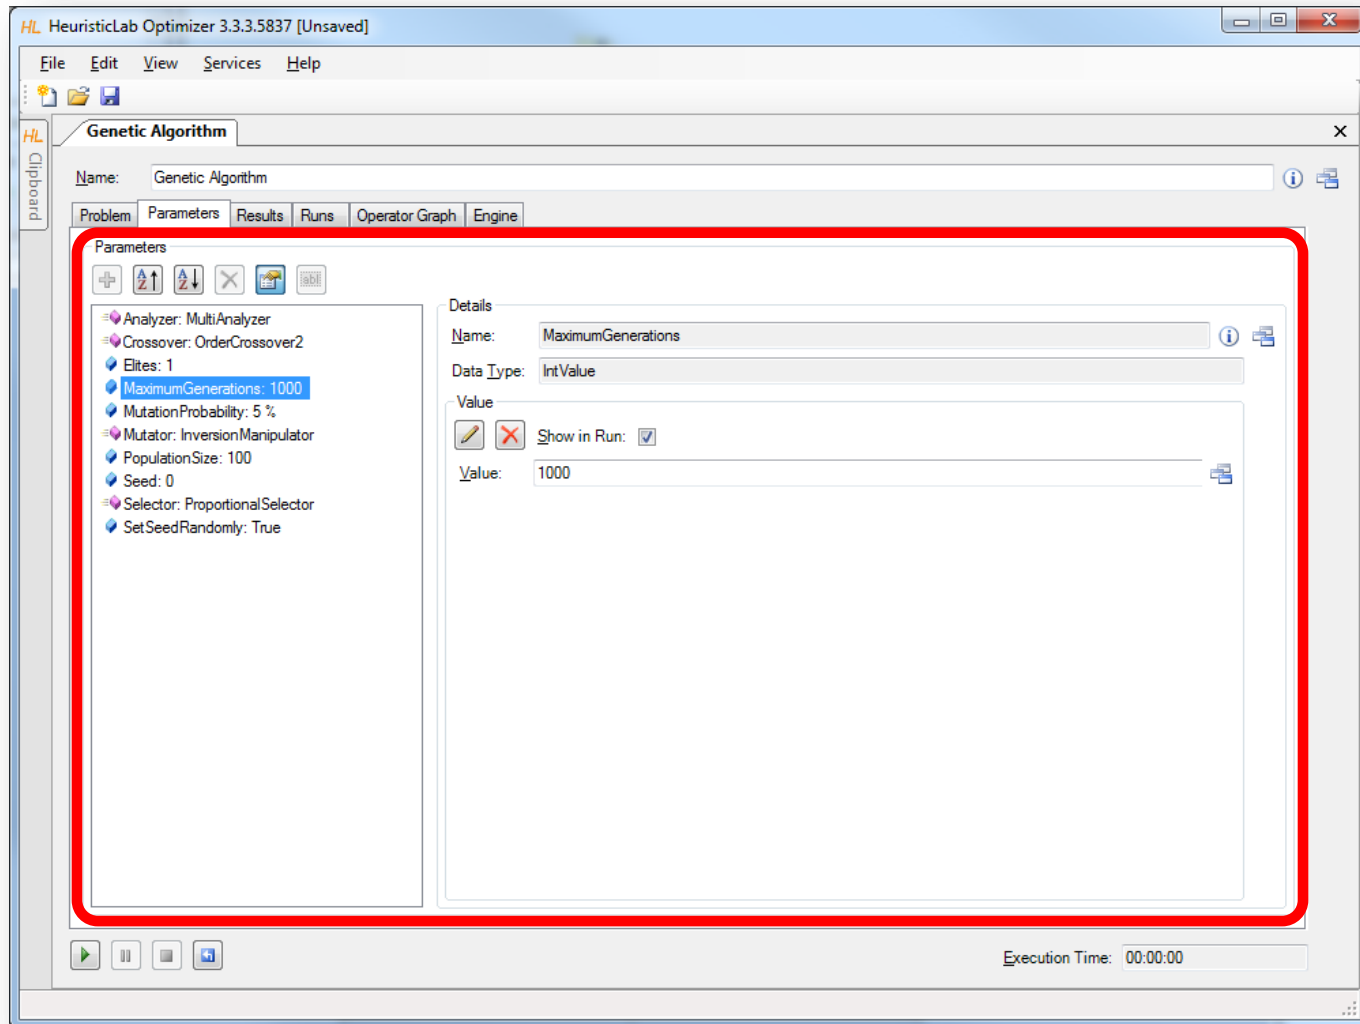 HL HeuristicLab Optimizer 3.3.3.5837 [Unsaved]
File Edit View Services Help
HL Clipboard
Genetic Algorithm
Name: Genetic Algorithm
Problem Parameters Results Runs Operator Graph Engine
Parameters
Analyzer: MultiAnalyzer
Crossover: OrderCrossover2
Elites: 1
MaximumGenerations: 1000
MutationProbability: 5 %
Mutator: InversionManipulator
PopulationSize: 100
Seed: 0
Selector: ProportionalSelector
SetSeedRandomly: True
Details
Name: MaximumGenerations
Data Type: IntValue
Value
Show in Run:
Value: 1000
Execution Time: 00:00:00